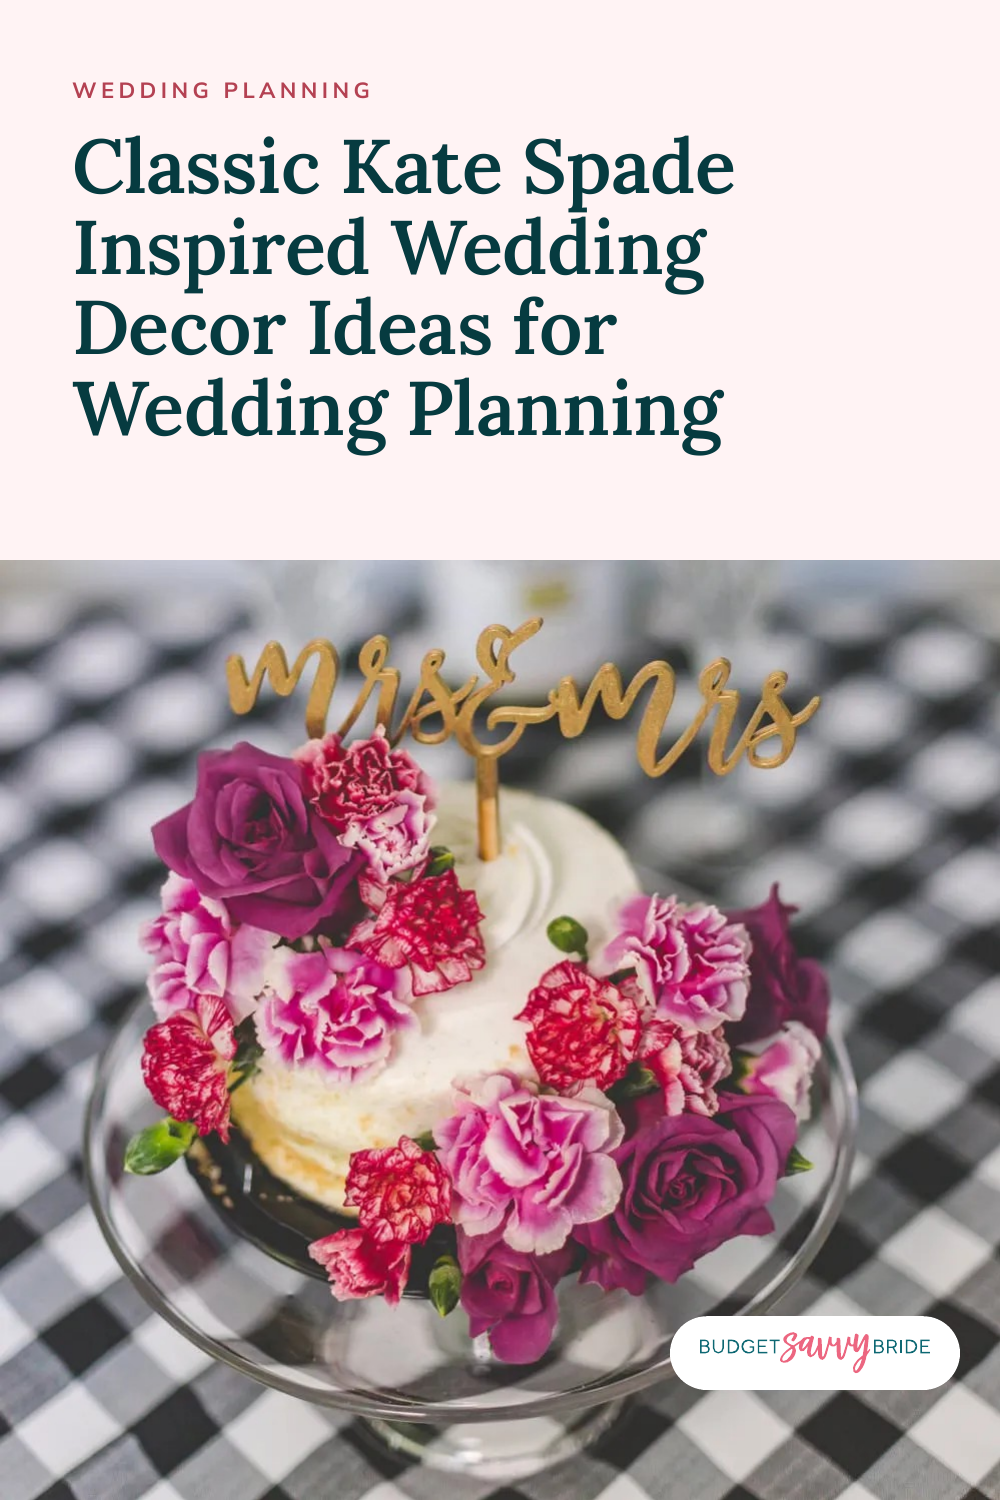 WEDDING PLANNING
Classic Kate Spade
Inspired Wedding
Decor Ideas for
Wedding Planning
mrs&mrs
BUDGET savvy BRIDE